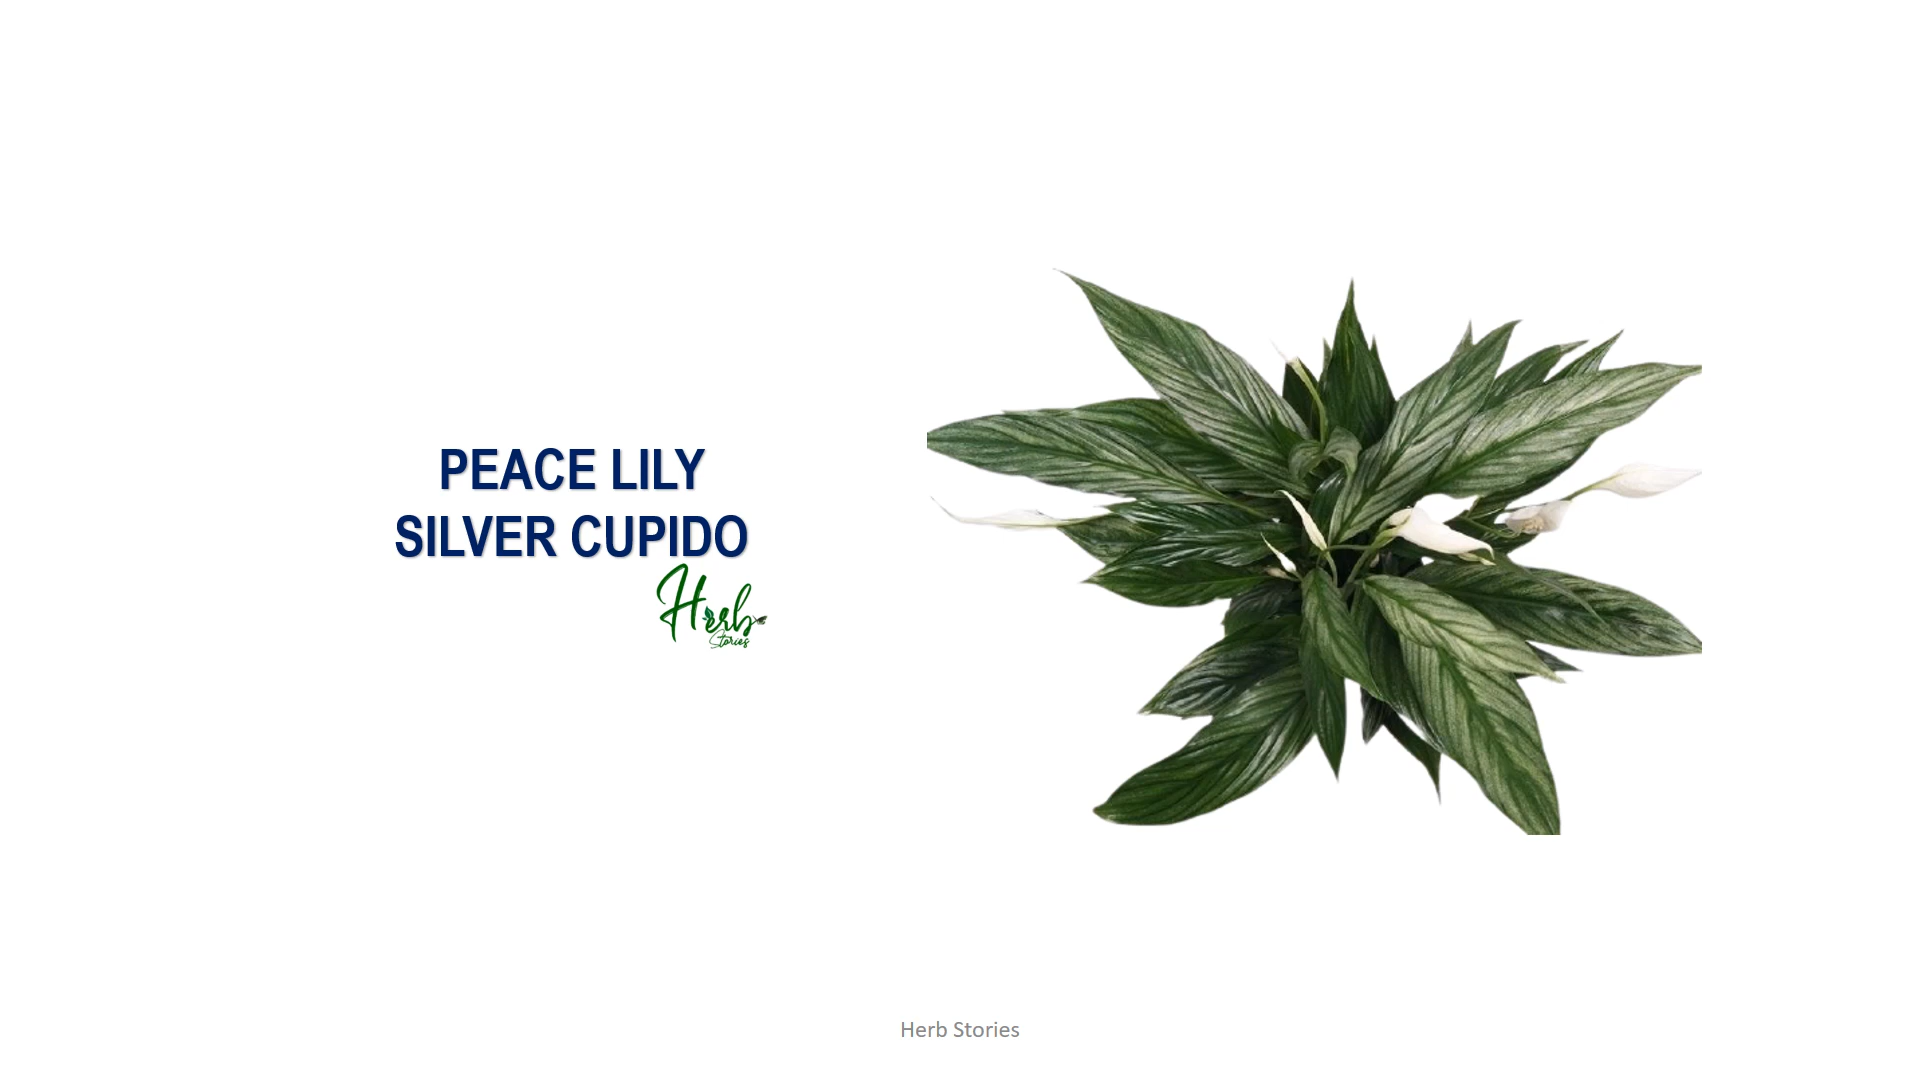 PEACE LILY
SILVER CUPIDO
Herb
Stories
Herb Stories